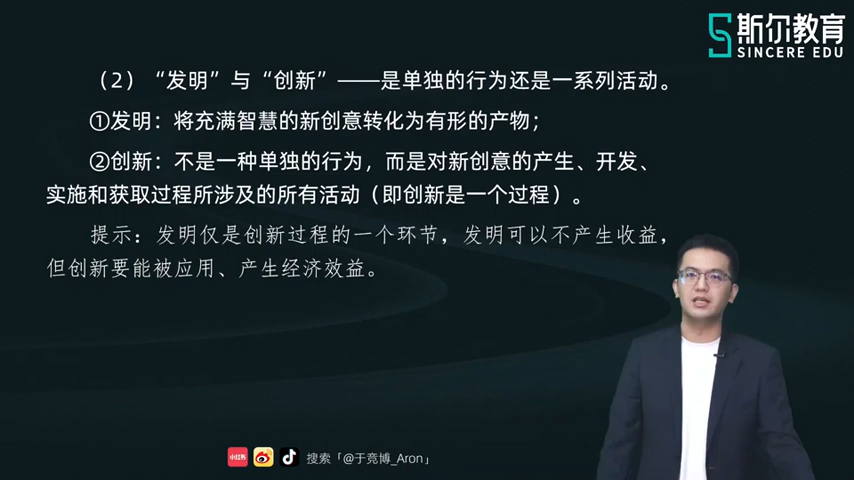 斯尔教育
SINCERE EDU
（2）“发明”与“创新”——是单独的行为还是一系列活动。
①发明：将充满智慧的新创意转化为有形的产物；
②创新：不是一种单独的行为，而是对新创意的产生、开发、
实施和获取过程所涉及的所有活动（即创新是一个过程）。
提示：发明仅是创新过程的一个环节，发明可以不产生收益，
但创新要能被应用、产生经济效益。
小红书
搜索「@于竞博_Aron」